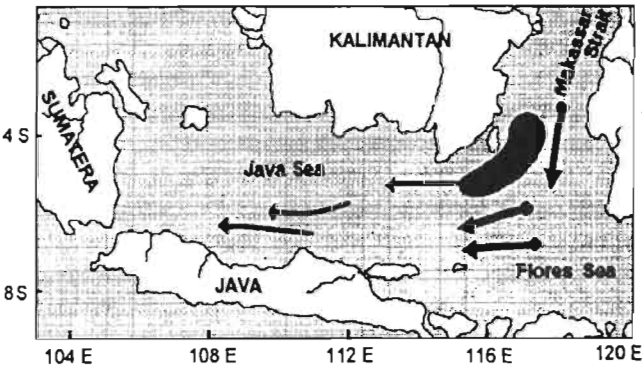 KALIMANTAN
Makassar
Strait
SUMATERA
4 S
Java Sea
Flores Sea
JAVA
8 S
104 E 108 E 112 E 116 E 120 E